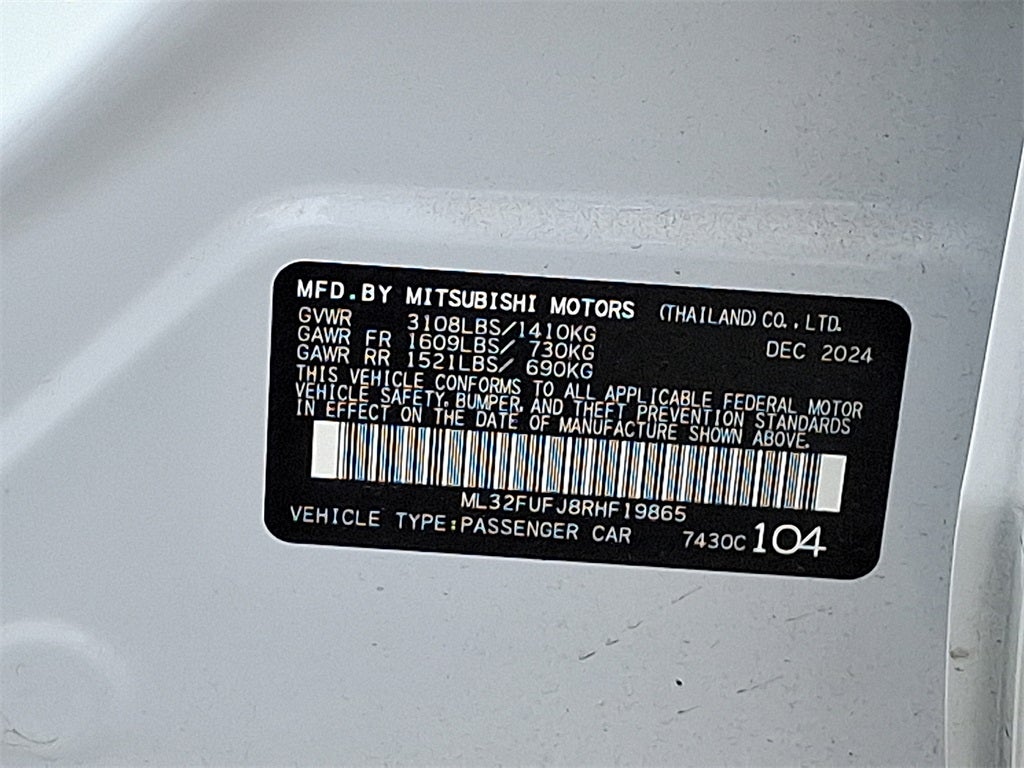 MFD.BY MITSUBISHI MOTORS (THAILAND) CO., LTD.
GVWR 3108LBS/1410KG DEC 2024
GAWR FR 1609LBS/ 730KG
GAWR RR 1521LBS/ 690KG
THIS VEHICLE CONFORMS TO ALL APPLICABLE FEDERAL MOTOR
VEHICLE SAFETY, BUMPER, AND THEFT PREVENTION STANDARDS
IN EFFECT ON THE DATE OF MANUFACTURE SHOWN ABOVE.
ML32FUFJ8RHF19865
VEHICLE TYPE:PASSENGER CAR 7430C 104